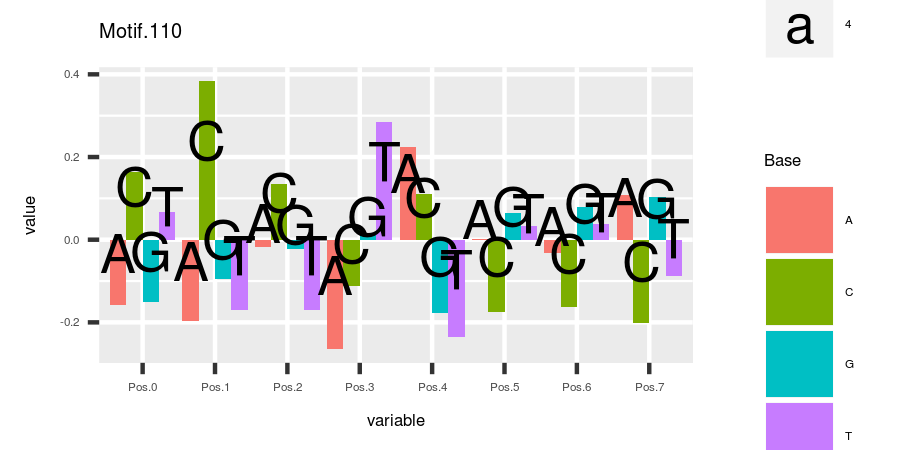 Motif.110
a 4
0.4
0.2
0.0
-0.2
value
A C G T A C G T A C G T A C G T A C G T A C G T A C G T A C G T
Pos.0 Pos.1 Pos.2 Pos.3 Pos.4 Pos.5 Pos.6 Pos.7
variable
Base
A
C
G
T